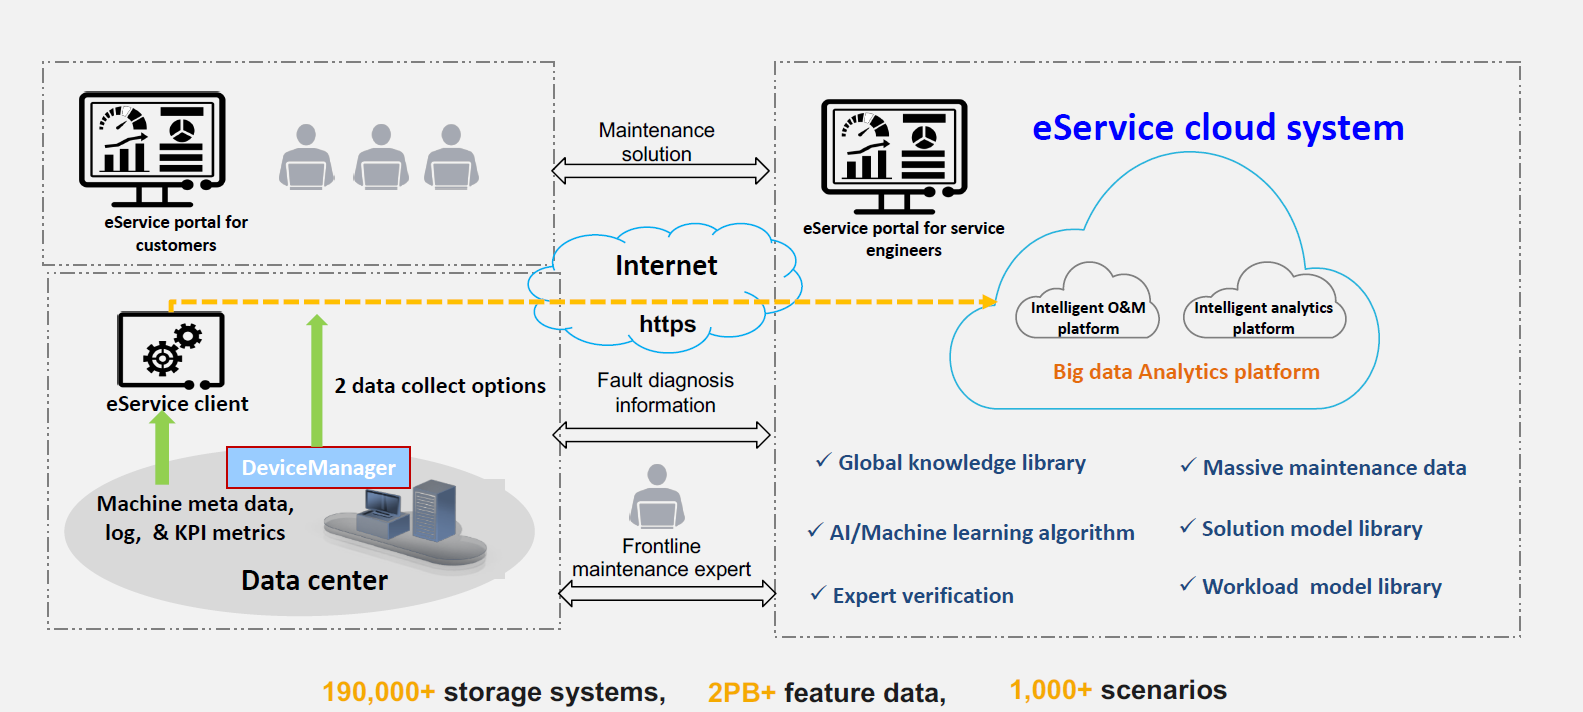 eService portal for
customers
Maintenance
solution
eService portal for service
engineers
eService cloud system
Internet
https
Intelligent O&M
platform
Intelligent analytics
platform
Big data Analytics platform
eService client
2 data collect options
DeviceManager
Machine meta data,
log, & KPI metrics
Data center
Fault diagnosis
information
Frontline
maintenance expert
✓ Global knowledge library
✓ Massive maintenance data
✓ AI/Machine learning algorithm
✓ Solution model library
✓ Expert verification
✓ Workload model library
190,000+ storage systems, 2PB+ feature data, 1,000+ scenarios